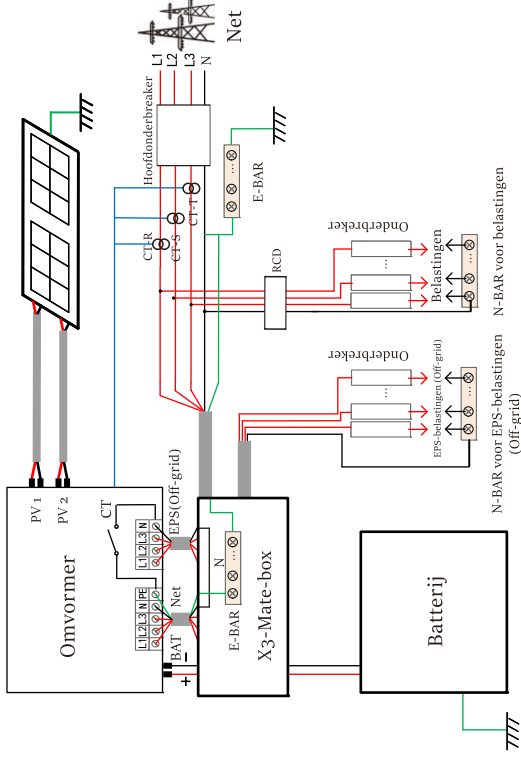 Omvormer
PV 1
PV 2
CT
L1 L2 L3 N PE
L1 L2 L3 N
BAT
Net
EPS(Off-grid)
+
−
E-BAR
N
X3-Mate-box
Batterij
Hoofdonderbreaker
L1
L2
L3
N
Net
CT-R
CT-S
CT-T
E-BAR
RCD
Onderbreker
...
Belastingen
N-BAR voor belastingen
Onderbreker
...
EPS-belastingen (Off-grid)
N-BAR voor EPS-belastingen
(Off-grid)